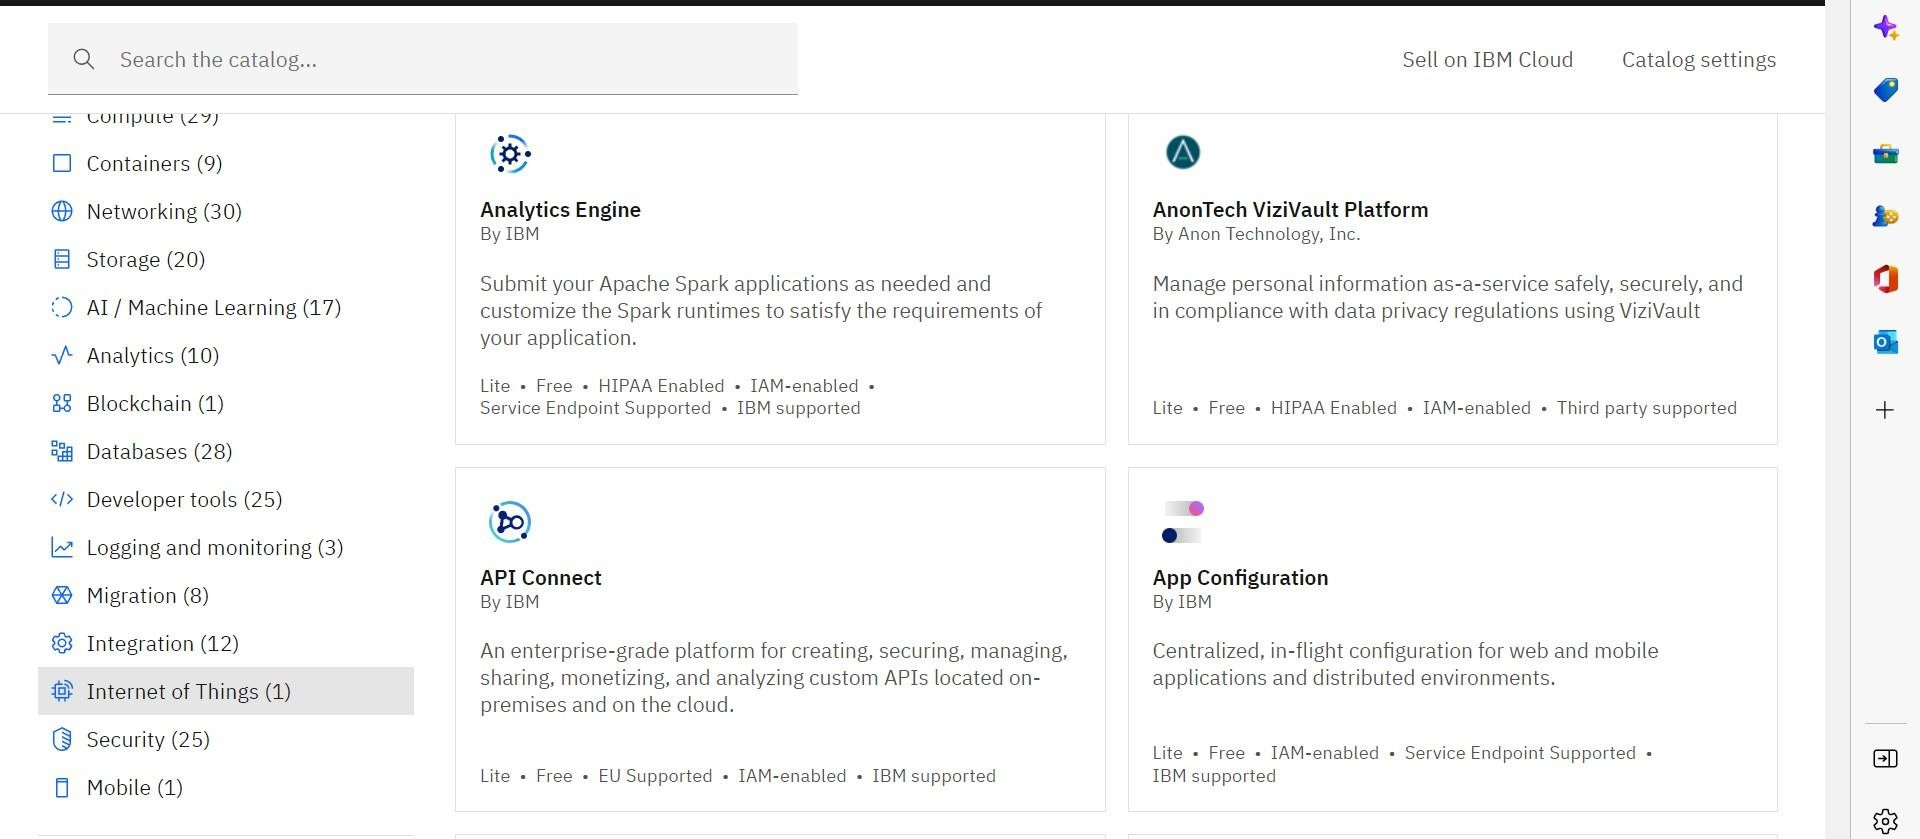 Search the catalog...
Sell on IBM Cloud
Catalog settings
Compute (29)
Containers (9)
Networking (30)
Storage (20)
AI / Machine Learning (17)
Analytics (10)
Blockchain (1)
Databases (28)
Developer tools (25)
Logging and monitoring (3)
Migration (8)
Integration (12)
Internet of Things (1)
Security (25)
Mobile (1)
Analytics Engine
By IBM
Submit your Apache Spark applications as needed and
customize the Spark runtimes to satisfy the requirements of
your application.
Lite • Free • HIPAA Enabled • IAM-enabled •
Service Endpoint Supported • IBM supported
AnonTech ViziVault Platform
By Anon Technology, Inc.
Manage personal information as-a-service safely, securely, and
in compliance with data privacy regulations using ViziVault
Lite • Free • HIPAA Enabled • IAM-enabled • Third party supported
API Connect
By IBM
An enterprise-grade platform for creating, securing, managing,
sharing, monetizing, and analyzing custom APIs located on-
premises and on the cloud.
Lite • Free • EU Supported • IAM-enabled • IBM supported
App Configuration
By IBM
Centralized, in-flight configuration for web and mobile
applications and distributed environments.
Lite • Free • IAM-enabled • Service Endpoint Supported •
IBM supported